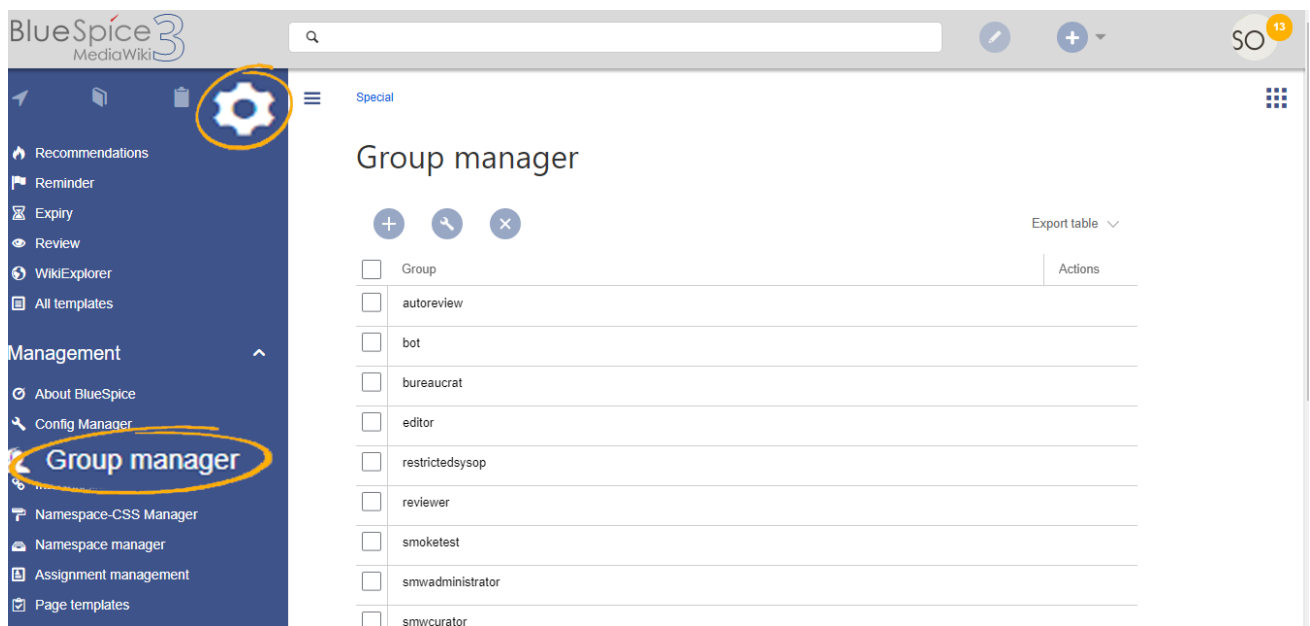 BlueSpice 3
MediaWiki
SO
13
Special
Recommendations
Reminder
Expiry
Review
WikiExplorer
All templates
Management
About BlueSpice
Config Manager
Group manager
Namespace-CSS Manager
Namespace manager
Assignment management
Page templates
Group manager
Export table
Group Actions
autoreview
bot
bureaucrat
editor
restrictedsysop
reviewer
smoketest
smwadministrator
smwcurator